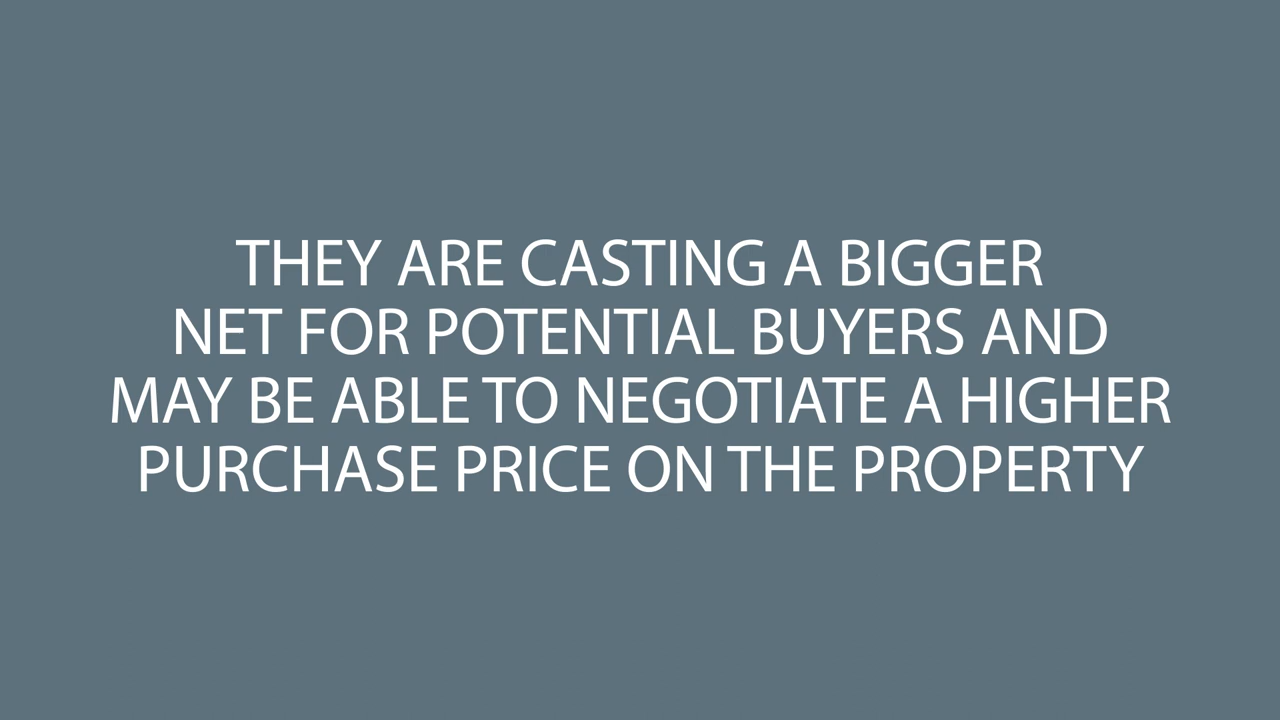 THEY ARE CASTING A BIGGER
NET FOR POTENTIAL BUYERS AND
MAY BE ABLE TO NEGOTIATE A HIGHER
PURCHASE PRICE ON THE PROPERTY